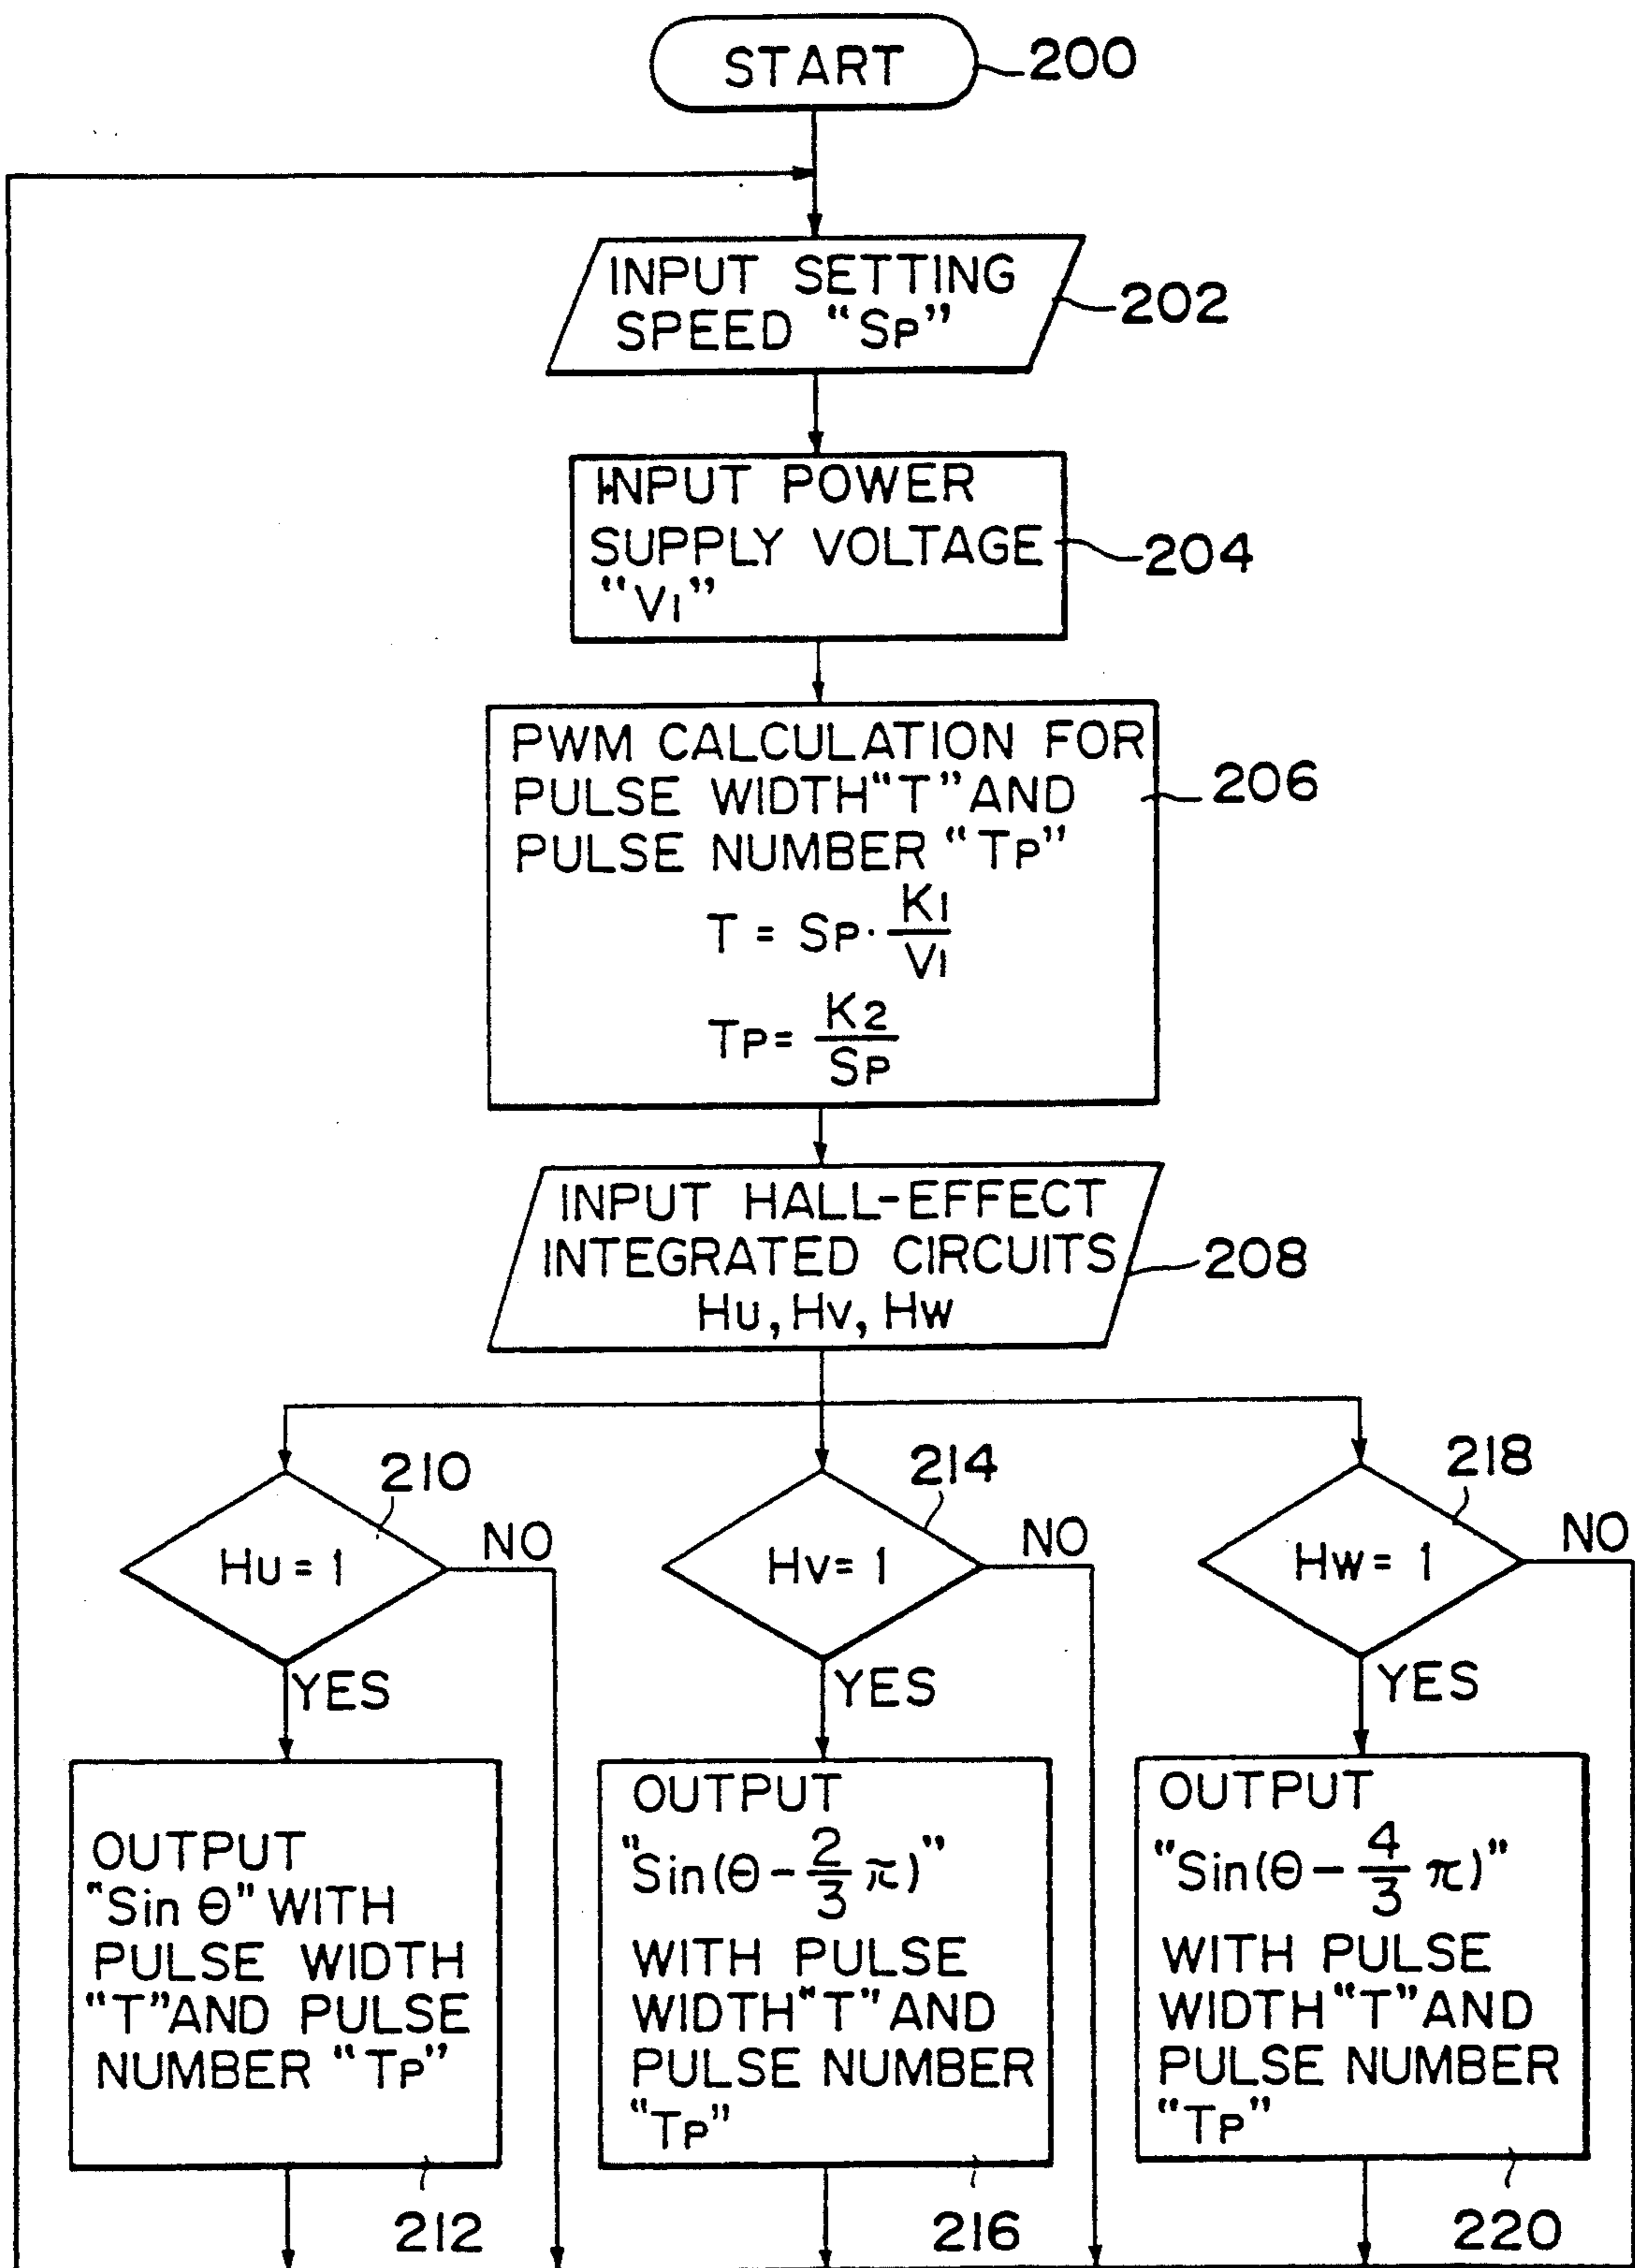 START
200
INPUT SETTING
SPEED "SP"
202
INPUT POWER
SUPPLY VOLTAGE
"V1"
204
PWM CALCULATION FOR
PULSE WIDTH "T" AND
PULSE NUMBER "TP"
T = SP · K1/V1
TP = K2/SP
206
INPUT HALL-EFFECT
INTEGRATED CIRCUITS
HU, HV, HW
208
210
HU = 1
NO
YES
214
HV = 1
NO
YES
218
HW = 1
NO
YES
OUTPUT
"Sin θ" WITH
PULSE WIDTH
"T" AND PULSE
NUMBER "TP"
212
OUTPUT
"Sin(θ - 2/3 π)"
WITH PULSE
WIDTH "T" AND
PULSE NUMBER
"TP"
216
OUTPUT
"Sin(θ - 4/3 π)"
WITH PULSE
WIDTH "T" AND
PULSE NUMBER
"TP"
220